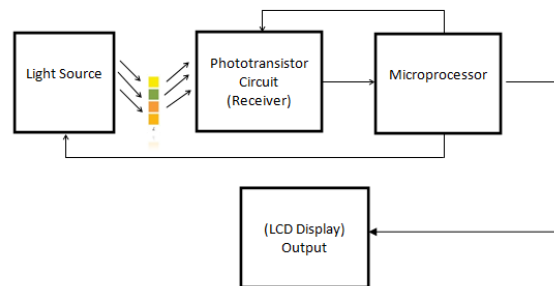 Light Source
Phototransistor
Circuit
(Receiver)
Microprocessor
(LCD Display)
Output